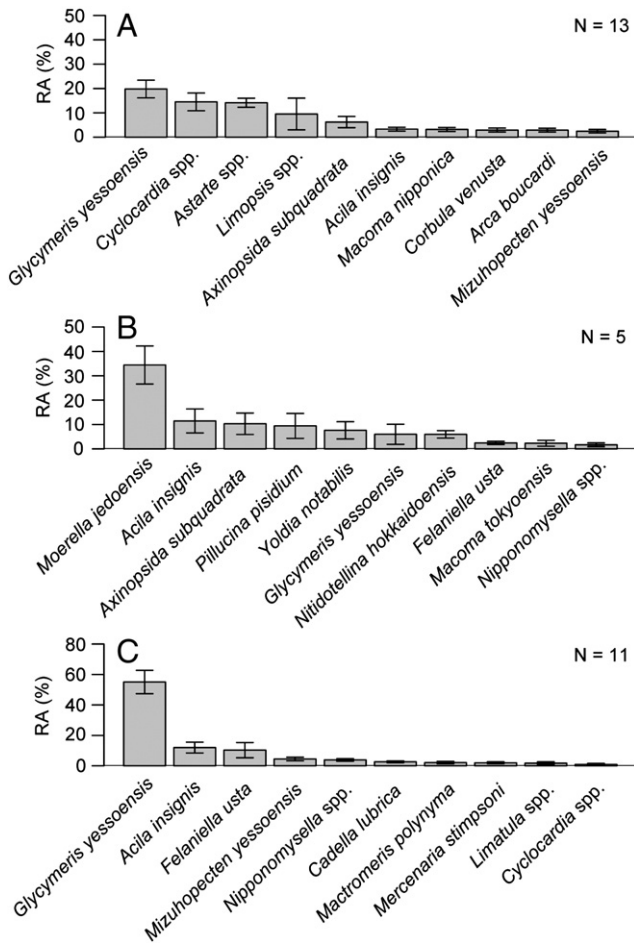 A
N = 13
RA (%)
50
40
30
20
10
0
Glycymeris yessoensis
Cyclocardia spp.
Astarte spp.
Limopsis spp.
Axinopsida subquadrata
Acila insignis
Macoma nipponica
Corbula venusta
Arca boucardi
Mizuhopecten yessoensis
B
N = 5
RA (%)
50
40
30
20
10
0
Moerella jedoensis
Acila insignis
Axinopsida subquadrata
Pillucina pisidium
Yoldia notabilis
Glycymeris yessoensis
Nitidotellina hokkaidoensis
Felaniella usta
Macoma tokyoensis
Nipponomysella spp.
C
N = 11
RA (%)
80
60
40
20
0
Glycymeris yessoensis
Acila insignis
Felaniella usta
Mizuhopecten yessoensis
Nipponomysella spp.
Cadella lubrica
Mactromeris polynyma
Mercenaria stimpsoni
Limatula spp.
Cyclocardia spp.